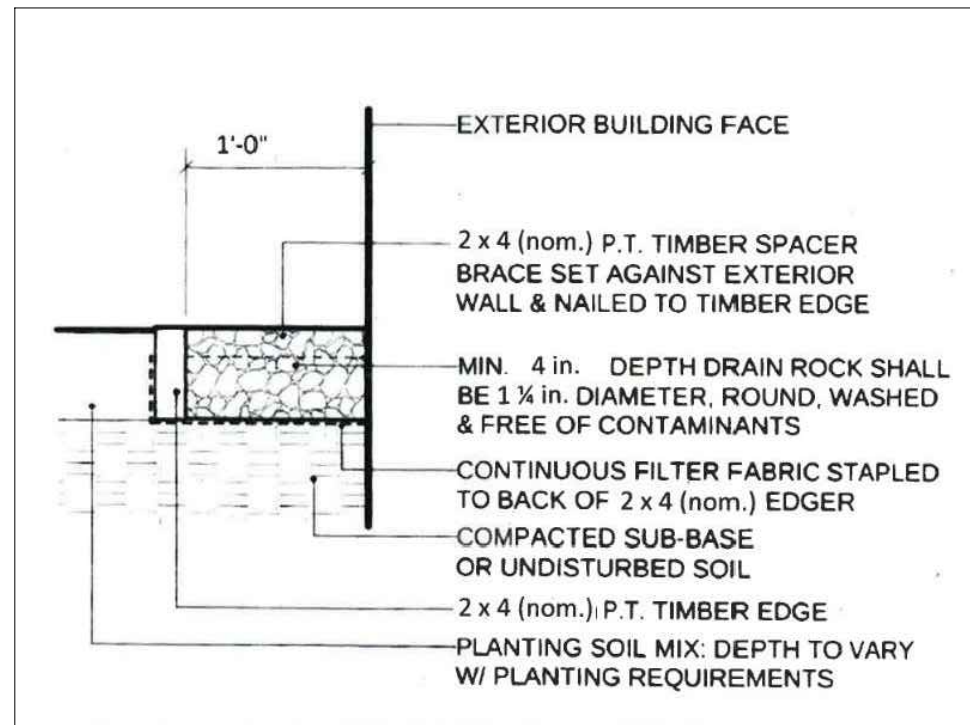 1'-0"
EXTERIOR BUILDING FACE
2 x 4 (nom.) P.T. TIMBER SPACER
BRACE SET AGAINST EXTERIOR
WALL & NAILED TO TIMBER EDGE
MIN. 4 in. DEPTH DRAIN ROCK SHALL
BE 1 ¼ in. DIAMETER, ROUND, WASHED
& FREE OF CONTAMINANTS
CONTINUOUS FILTER FABRIC STAPLED
TO BACK OF 2 x 4 (nom.) EDGER
COMPACTED SUB-BASE
OR UNDISTURBED SOIL
2 x 4 (nom.) P.T. TIMBER EDGE
PLANTING SOIL MIX: DEPTH TO VARY
W/ PLANTING REQUIREMENTS